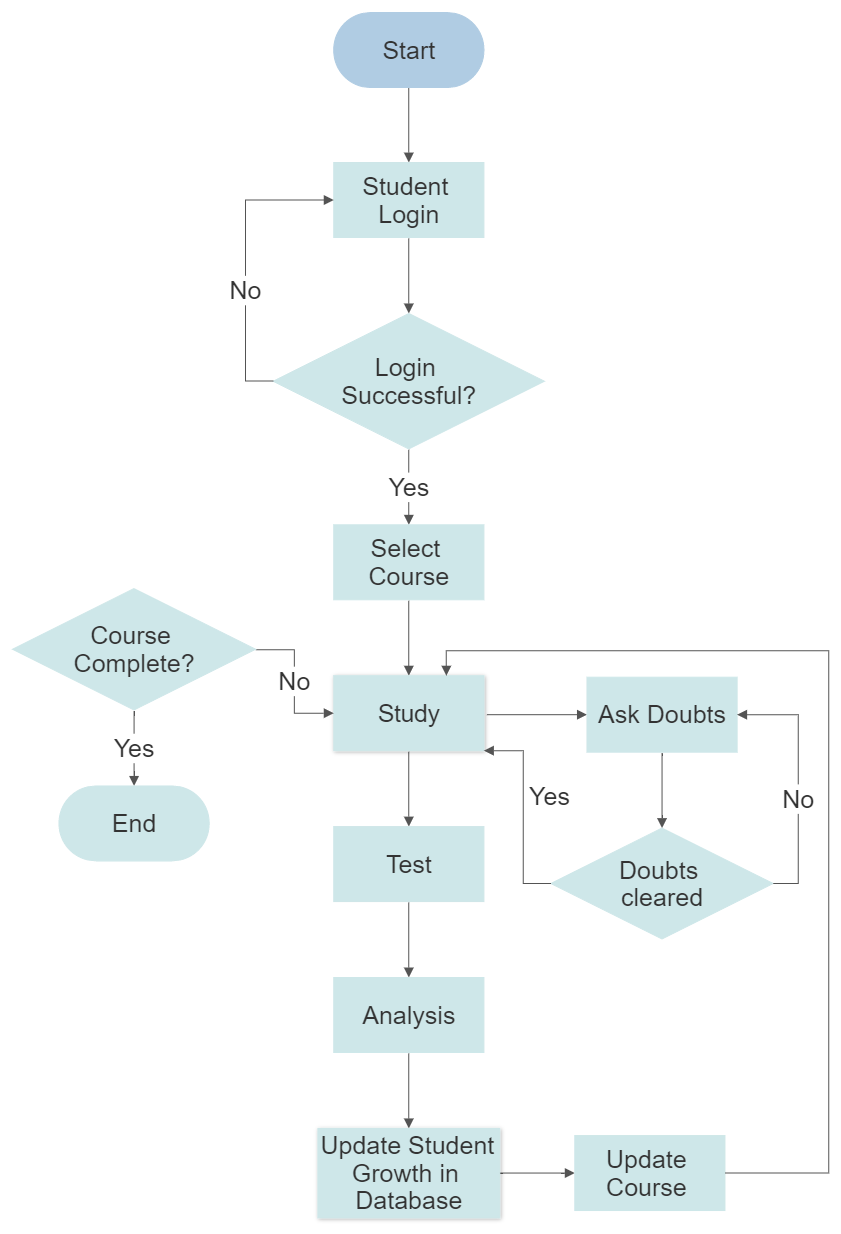 Start
Student
Login
No
Login
Successful?
Yes
Select
Course
Course
Complete?
No
Study
Ask Doubts
Yes
End
Yes
No
Test
Doubts
cleared
Analysis
Update Student
Growth in
Database
Update
Course